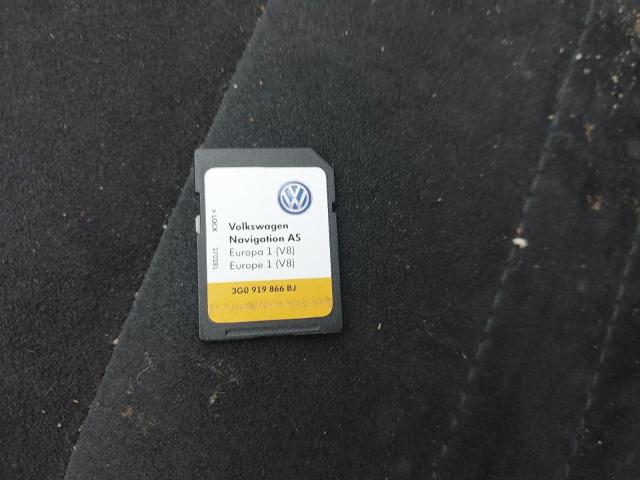 Volkswagen
Navigation AS
Europa 1 (V8)
Europe 1 (V8)
3G0 919 866 BJ
> LOCK